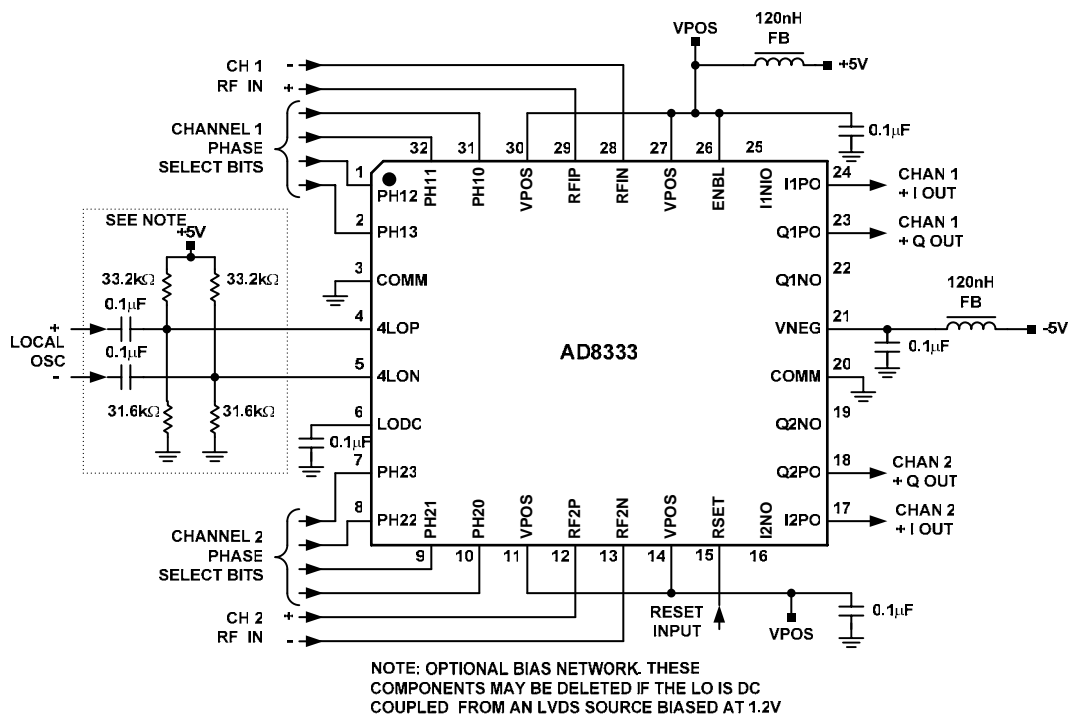 120nH
FB
VPOS
+5V
CH 1
RF IN
-
+
CHANNEL 1
PHASE
SELECT BITS
0.1µF
32
31
30
29
28
27
26
25
PH11
PH10
VPOS
RFIP
RFIN
VPOS
ENBL
I1NIO
1
PH12
2
PH13
3
COMM
4
4LOP
5
4LON
6
LODC
7
PH23
8
PH22
AD8333
I1PO
24
CHAN 1
+ I OUT
Q1PO
23
CHAN 1
+ Q OUT
Q1NO
22
VNEG
21
120nH
FB
-5V
0.1µF
COMM
20
Q2NO
19
Q2PO
18
CHAN 2
+ Q OUT
I2PO
17
CHAN 2
+ I OUT
SEE NOTE
+5V
33.2kΩ
33.2kΩ
0.1µF
+
LOCAL
OSC
-
0.1µF
31.6kΩ
31.6kΩ
0.1µF
CHANNEL 2
PHASE
SELECT BITS
PH21
PH20
VPOS
RF2P
RF2N
VPOS
RSET
I2NO
9
10
11
12
13
14
15
16
CH 2
RF IN
+
-
RESET
INPUT
VPOS
0.1µF
NOTE: OPTIONAL BIAS NETWORK. THESE
COMPONENTS MAY BE DELETED IF THE LO IS DC
COUPLED FROM AN LVDS SOURCE BIASED AT 1.2V